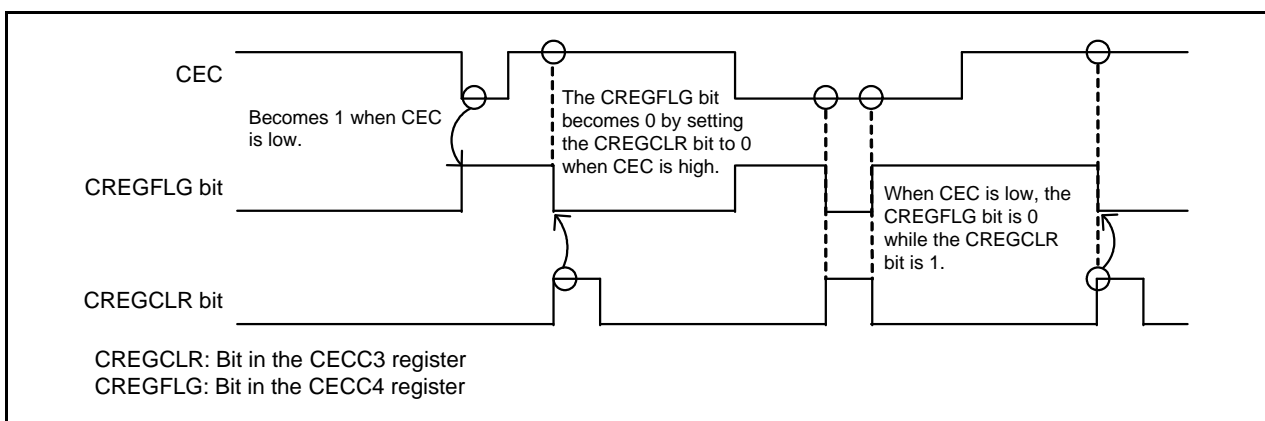 CEC
Becomes 1 when CEC
is low.
The CREGFLG bit
becomes 0 by setting
the CREGCLR bit to 0
when CEC is high.
CREGFLG bit
When CEC is low, the
CREGFLG bit is 0
while the CREGCLR
bit is 1.
CREGCLR bit
CREGCLR: Bit in the CECC3 register
CREGFLG: Bit in the CECC4 register